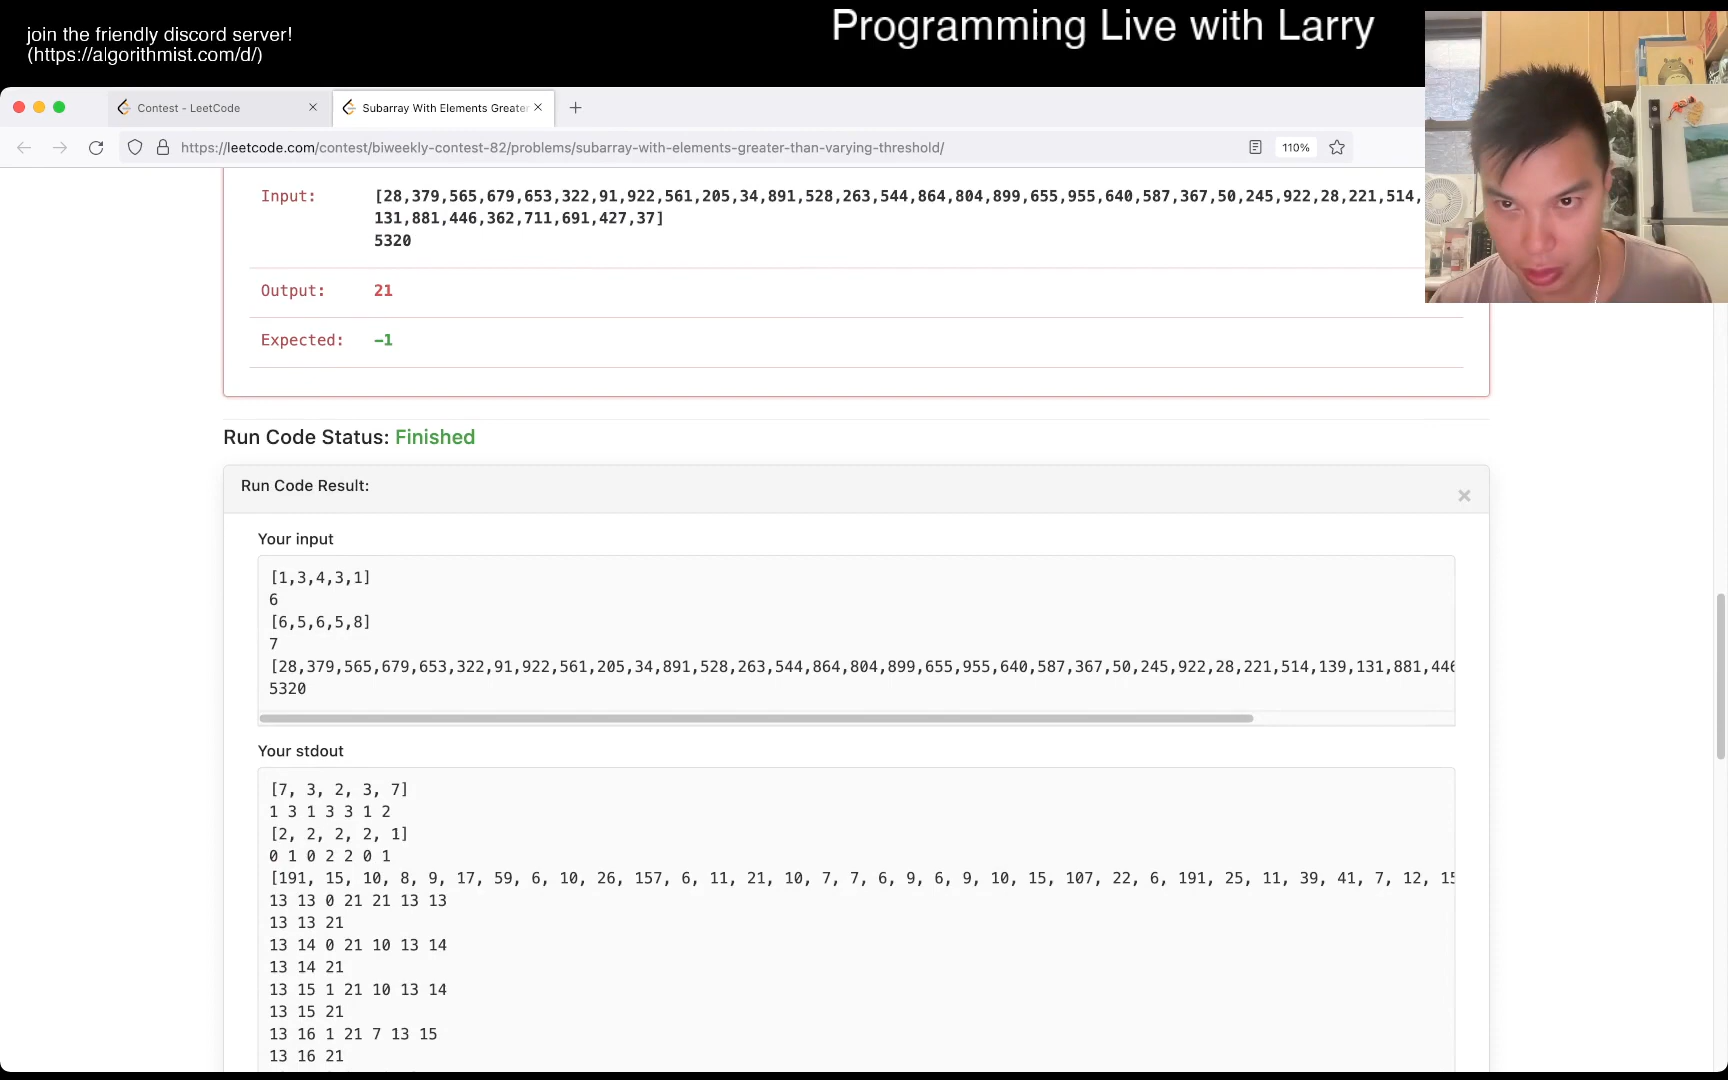 join the friendly discord server!
(https://algorithmist.com/d/)
Programming Live with Larry
Contest - LeetCode
Subarray With Elements Greater
https://leetcode.com/contest/biweekly-contest-82/problems/subarray-with-elements-greater-than-varying-threshold/
110%
Input:
[28,379,565,679,653,322,91,922,561,205,34,891,528,263,544,864,804,899,655,955,640,587,367,50,245,922,28,221,514,
131,881,446,362,711,691,427,37]
5320
Output:
21
Expected:
-1
Run Code Status: Finished
Run Code Result:
Your input
[1,3,4,3,1]
6
[6,5,6,5,8]
7
[28,379,565,679,653,322,91,922,561,205,34,891,528,263,544,864,804,899,655,955,640,587,367,50,245,922,28,221,514,139,131,881,446
5320
Your stdout
[7, 3, 2, 3, 7]
1 3 1 3 3 1 2
[2, 2, 2, 2, 1]
0 1 0 2 2 0 1
[191, 15, 10, 8, 9, 17, 59, 6, 10, 26, 157, 6, 11, 21, 10, 7, 7, 6, 9, 6, 9, 10, 15, 107, 22, 6, 191, 25, 11, 39, 41, 7, 12, 15
13 13 0 21 21 13 13
13 13 21
13 14 0 21 10 13 14
13 14 21
13 15 1 21 10 13 14
13 15 21
13 16 1 21 7 13 15
13 16 21